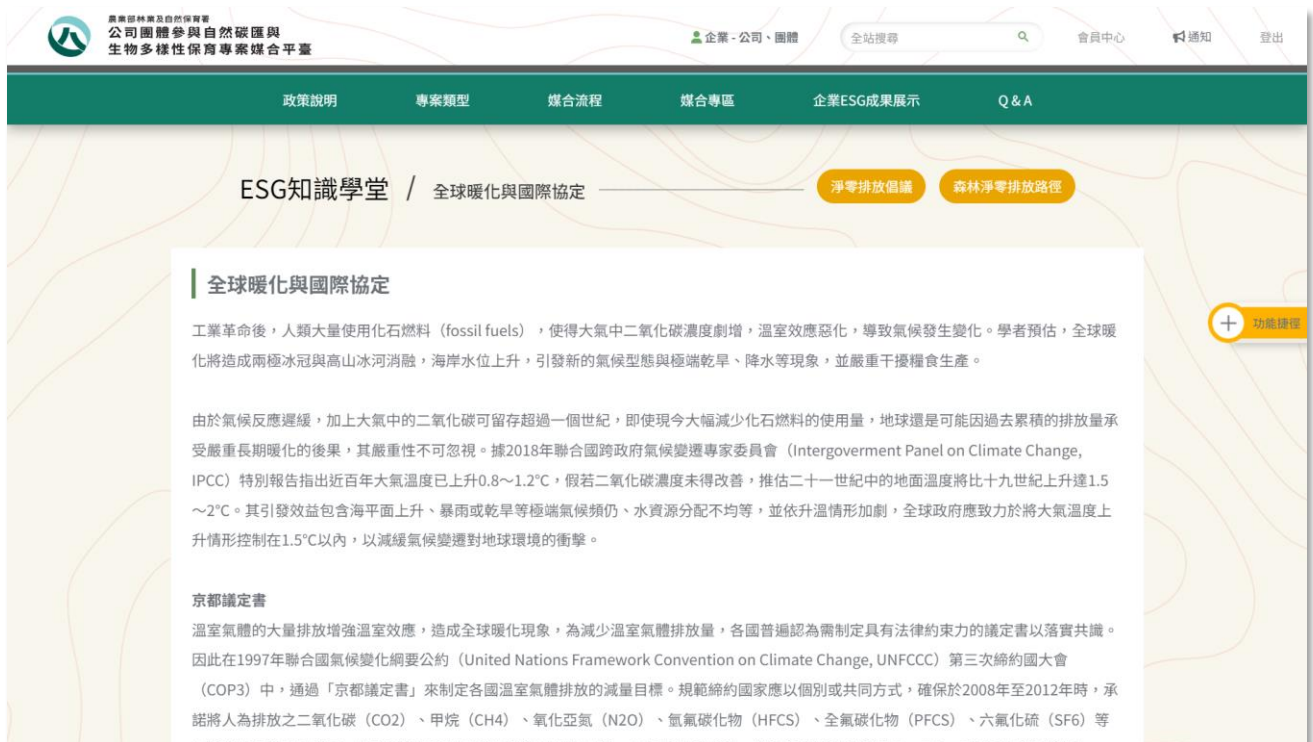 農業部林業及自然保育署
公司團體參與自然碳匯與
生物多樣性保育專案媒合平臺
企業 - 公司、團體
全站搜尋
會員中心
通知
登出
政策說明
專案類型
媒合流程
媒合專區
企業ESG成果展示
Q & A
ESG知識學堂 / 全球暖化與國際協定
淨零排放倡議
森林淨零排放路徑
全球暖化與國際協定
工業革命後，人類大量使用化石燃料（fossil fuels），使得大氣中二氧化碳濃度劇增，溫室效應惡化，導致氣候發生變化。學者預估，全球暖
化將造成兩極冰冠與高山冰河消融，海岸水位上升，引發新的氣候型態與極端乾旱、降水等現象，並嚴重干擾糧食生產。
功能捷徑
由於氣候反應遲緩，加上大氣中的二氧化碳可留存超過一個世紀，即使現今大幅減少化石燃料的使用量，地球還是可能因過去累積的排放量承
受嚴重長期暖化的後果，其嚴重性不可忽視。據2018年聯合國跨政府氣候變遷專家委員會（Intergoverment Panel on Climate Change,
IPCC）特別報告指出近百年大氣溫度已上升0.8～1.2℃，假若二氧化碳濃度未得改善，推估二十一世紀中的地面溫度將比十九世紀上升達1.5
～2℃。其引發效益包含海平面上升、暴雨或乾旱等極端氣候頻仍、水資源分配不均等，並依升溫情形加劇，全球政府應致力於將大氣溫度上
升情形控制在1.5℃以內，以減緩氣候變遷對地球環境的衝擊。
京都議定書
溫室氣體的大量排放增強溫室效應，造成全球暖化現象，為減少溫室氣體排放量，各國普遍認為需制定具有法律約束力的議定書以落實共識。
因此在1997年聯合國氣候變化綱要公約（United Nations Framework Convention on Climate Change, UNFCCC）第三次締約國大會
（COP3）中，通過「京都議定書」來制定各國溫室氣體排放的減量目標。規範締約國家應以個別或共同方式，確保於2008年至2012年時，承
諾將人為排放之二氧化碳（CO2）、甲烷（CH4）、氧化亞氮（N2O）、氫氟碳化物（HFCS）、全氟碳化物（PFCS）、六氟化硫（SF6）等